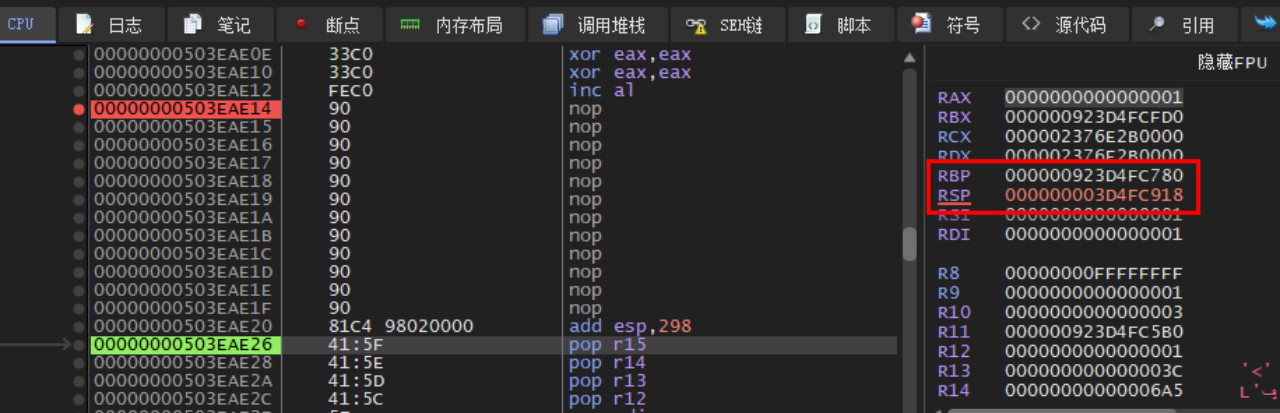 CPU 日志 笔记 断点 内存布局 调用堆栈 SEH链 脚本 符号 源代码 引用
00000000503EAE0E 33C0 xor eax,eax
00000000503EAE10 33C0 xor eax,eax
00000000503EAE12 FEC0 inc al
00000000503EAE14 90 nop
00000000503EAE15 90 nop
00000000503EAE16 90 nop
00000000503EAE17 90 nop
00000000503EAE18 90 nop
00000000503EAE19 90 nop
00000000503EAE1A 90 nop
00000000503EAE1B 90 nop
00000000503EAE1C 90 nop
00000000503EAE1D 90 nop
00000000503EAE1E 90 nop
00000000503EAE1F 90 nop
00000000503EAE20 81C4 98020000 add esp,298
00000000503EAE26 41:5F pop r15
00000000503EAE28 41:5E pop r14
00000000503EAE2A 41:5D pop r13
00000000503EAE2C 41:5C pop r12
隐藏FPU
RAX 0000000000000001
RBX 000000923D4FCFD0
RCX 000002376E2B0000
RDX 000002376E2B0000
RBP 000000923D4FC780
RSP 000000003D4FC918
RSI 0000000000000001
RDI 0000000000000001
R8 00000000FFFFFFFF
R9 0000000000000001
R10 0000000000000003
R11 000000923D4FC5B0
R12 0000000000000001
R13 000000000000003C '<'
R14 00000000000006A5